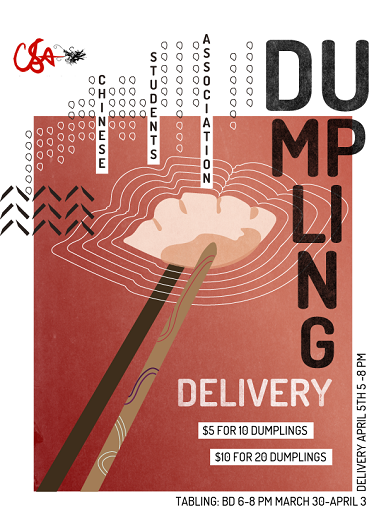 CSA
CHINESE
STUDENTS
ASSOCIATION
DU
MP
LI
N
G
DELIVERY
$5 FOR 10 DUMPLINGS
$10 FOR 20 DUMPLINGS
DELIVERY APRIL 5TH 5 -8 PM
TABLING: BD 6-8 PM MARCH 30-APRIL 3